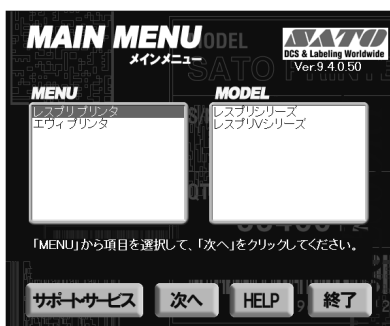 MAIN MENU
メインメニュー
SATO
DCS & Labeling Worldwide
Ver.9.4.0.50
MENU
MODEL
レスプリプリンタ
エヴィプリンタ
レスプリシリーズ
レスプリVシリーズ
「MENU」から項目を選択して、「次へ」をクリックしてください。
サポートサービス
次へ
HELP
終了